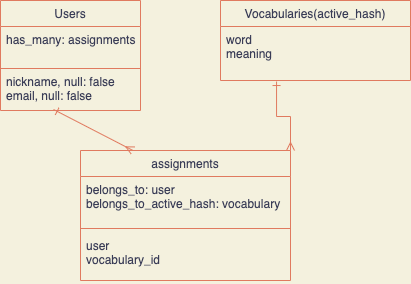 Users
has_many: assignments
nickname, null: false
email, null: false
Vocabularies(active_hash)
word
meaning
assignments
belongs_to: user
belongs_to_active_hash: vocabulary
user
vocabulary_id